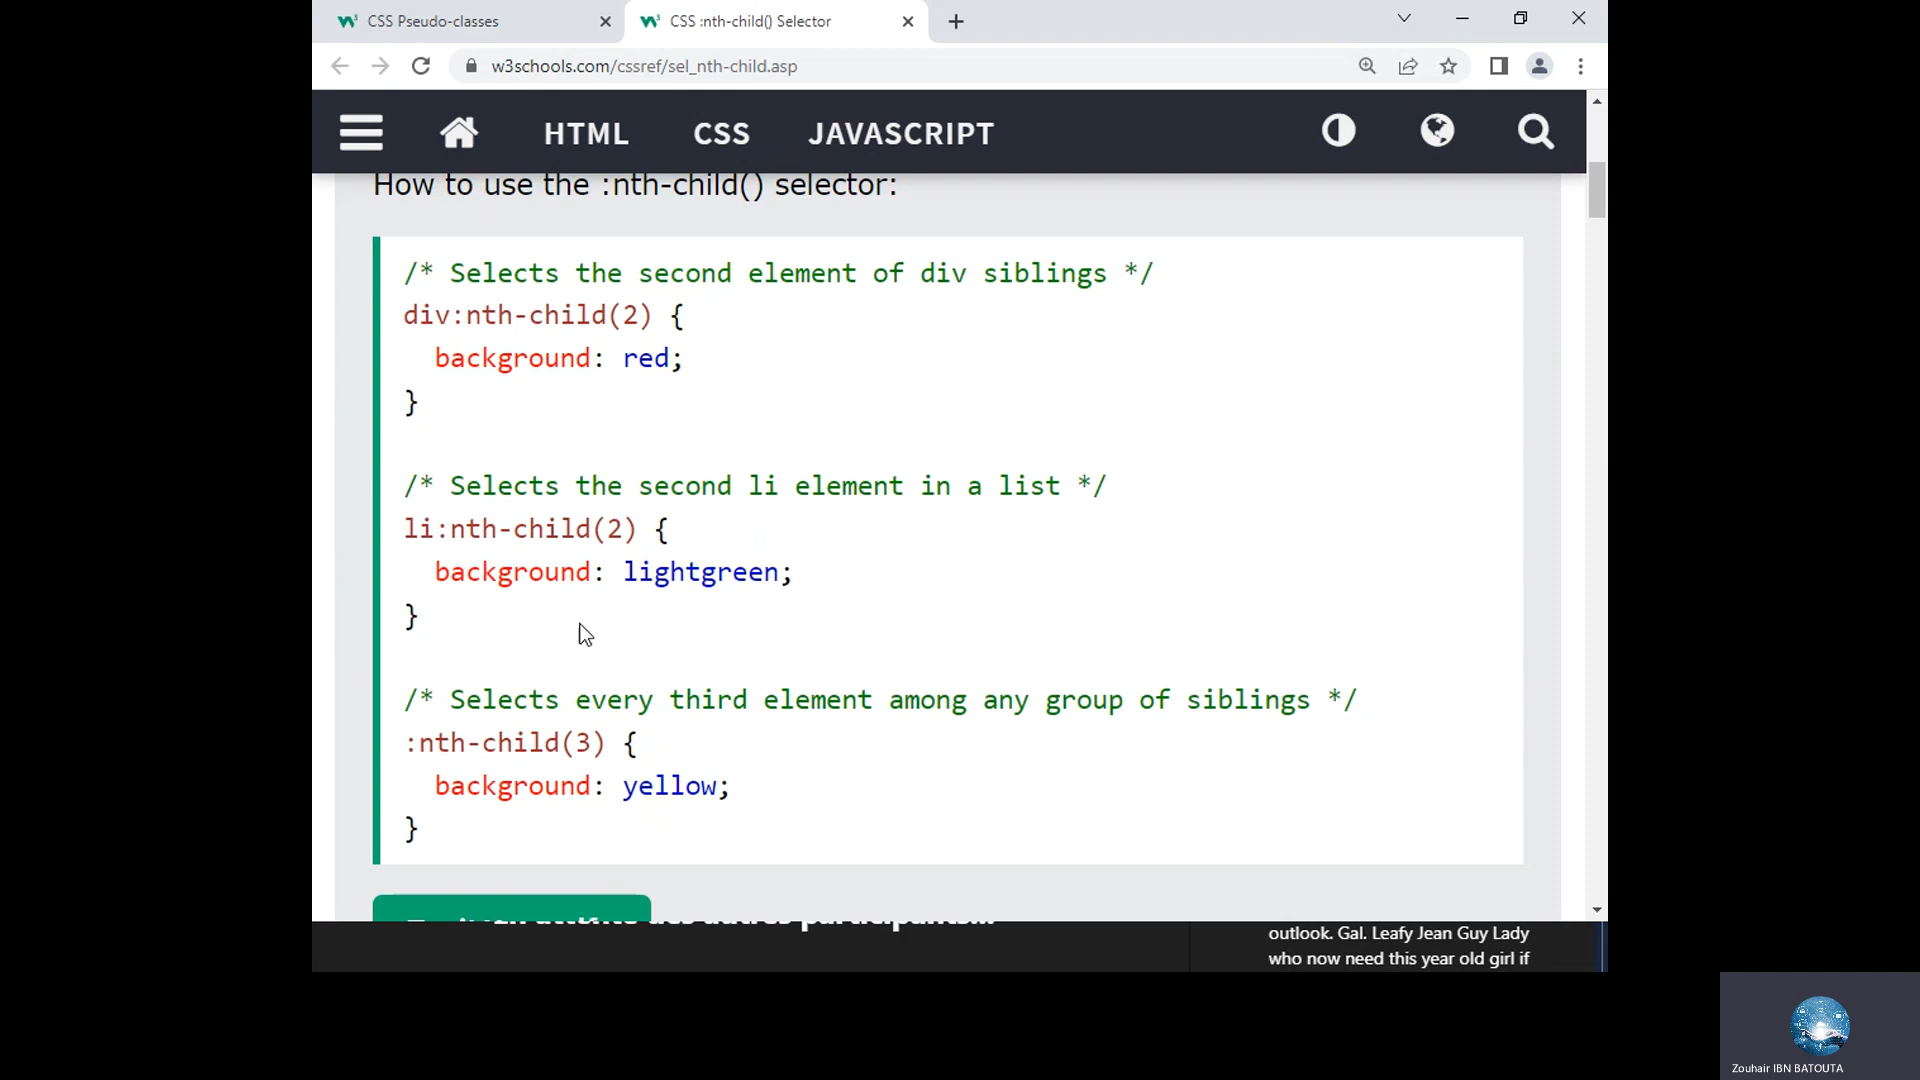 CSS Pseudo-classes
CSS :nth-child() Selector
w3schools.com/cssref/sel_nth-child.asp
HTML
CSS
JAVASCRIPT
How to use the :nth-child() selector:
/* Selects the second element of div siblings */
div:nth-child(2) {
background: red;
}
/* Selects the second li element in a list */
li:nth-child(2) {
background: lightgreen;
}
/* Selects every third element among any group of siblings */
:nth-child(3) {
background: yellow;
}
outlook. Gal. Leafy Jean Guy Lady
who now need this year old girl if
Zouhair IBN BATOUTA